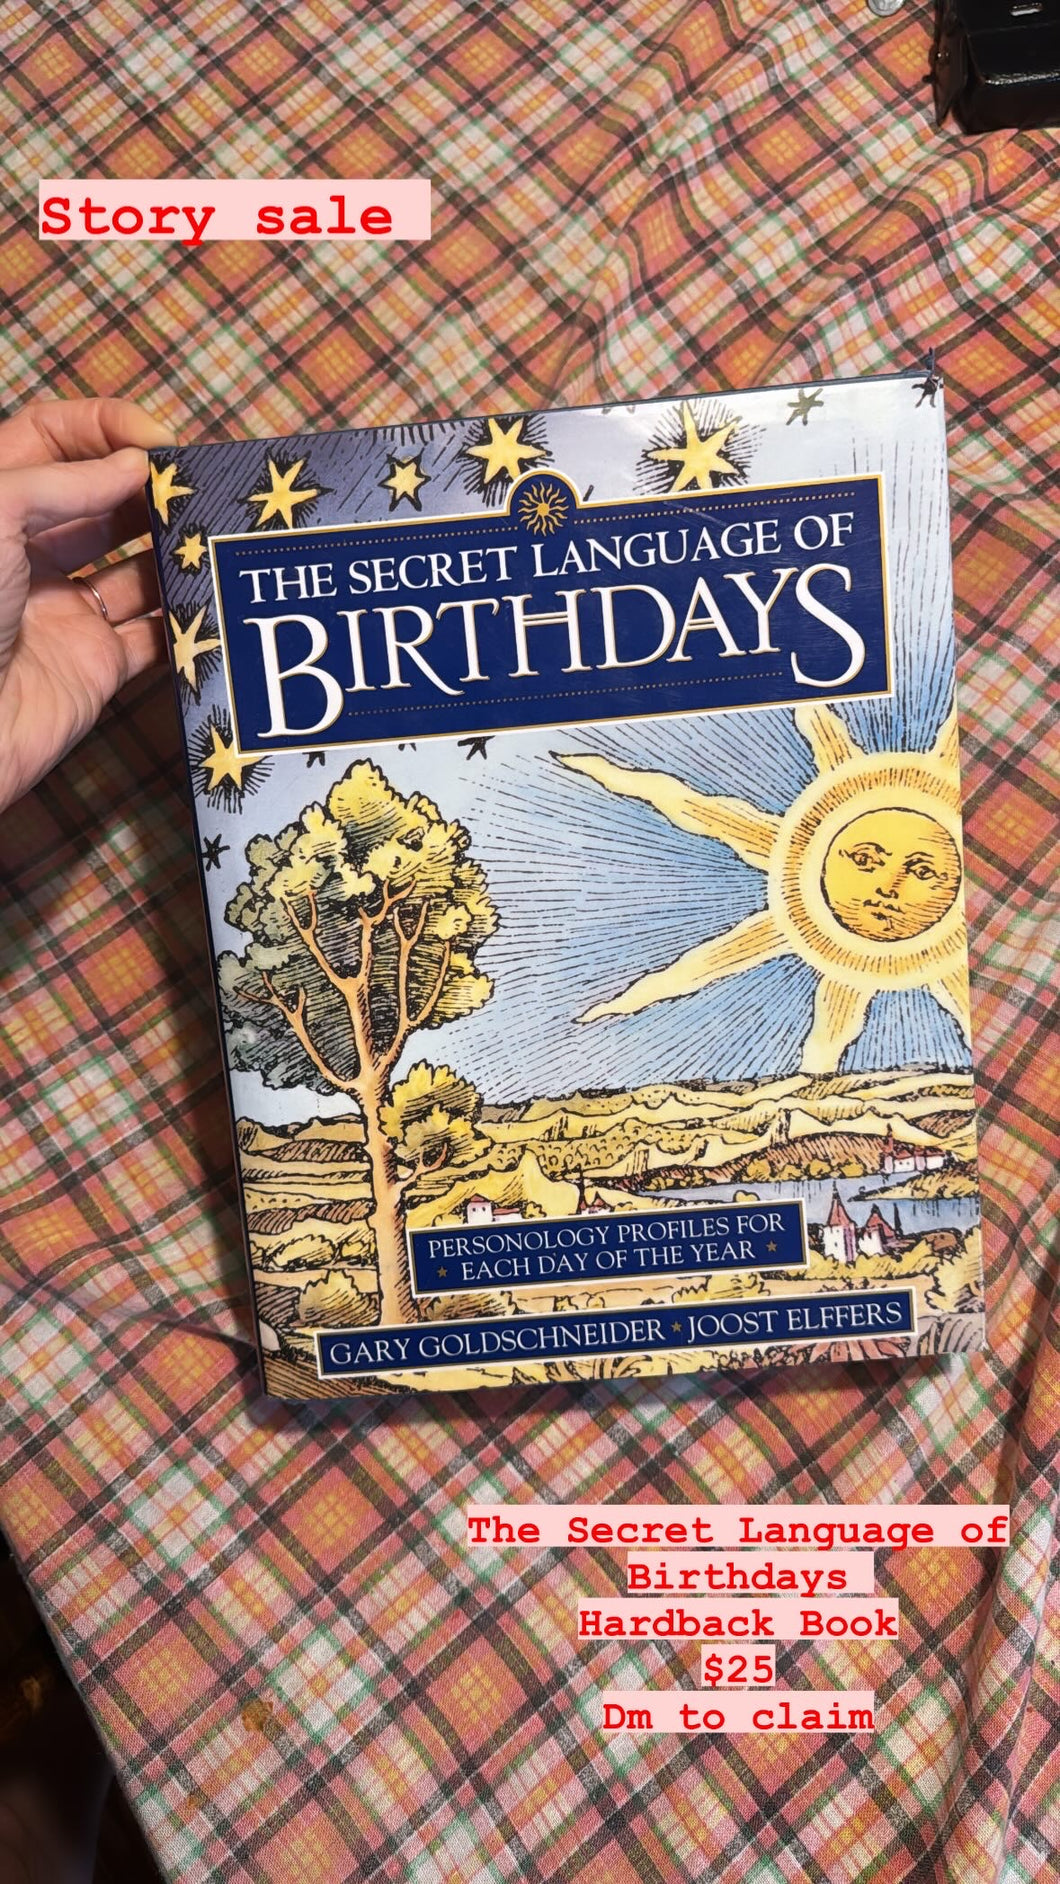 Story sale
THE SECRET LANGUAGE OF
BIRTHDAYS
PERSONOLOGY PROFILES FOR
EACH DAY OF THE YEAR
GARY GOLDSCHNEIDER JOOST ELFFERS
The Secret Language of
Birthdays
Hardback Book
$25
Dm to claim